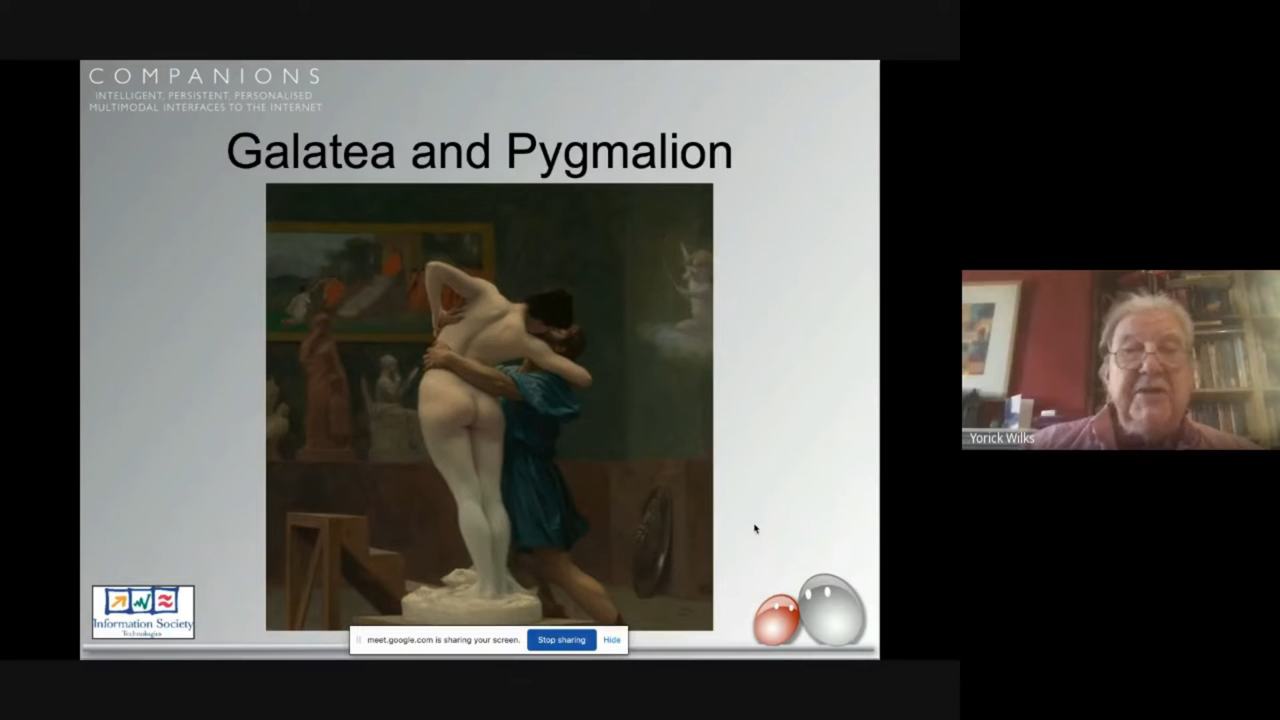 COMPANIONS
INTELLIGENT, PERSISTENT, PERSONALISED
MULTIMODAL INTERFACES TO THE INTERNET
Galatea and Pygmalion
Yorick Wilks
Information Society
Technologies
meet.google.com is sharing your screen.
Stop sharing
Hide